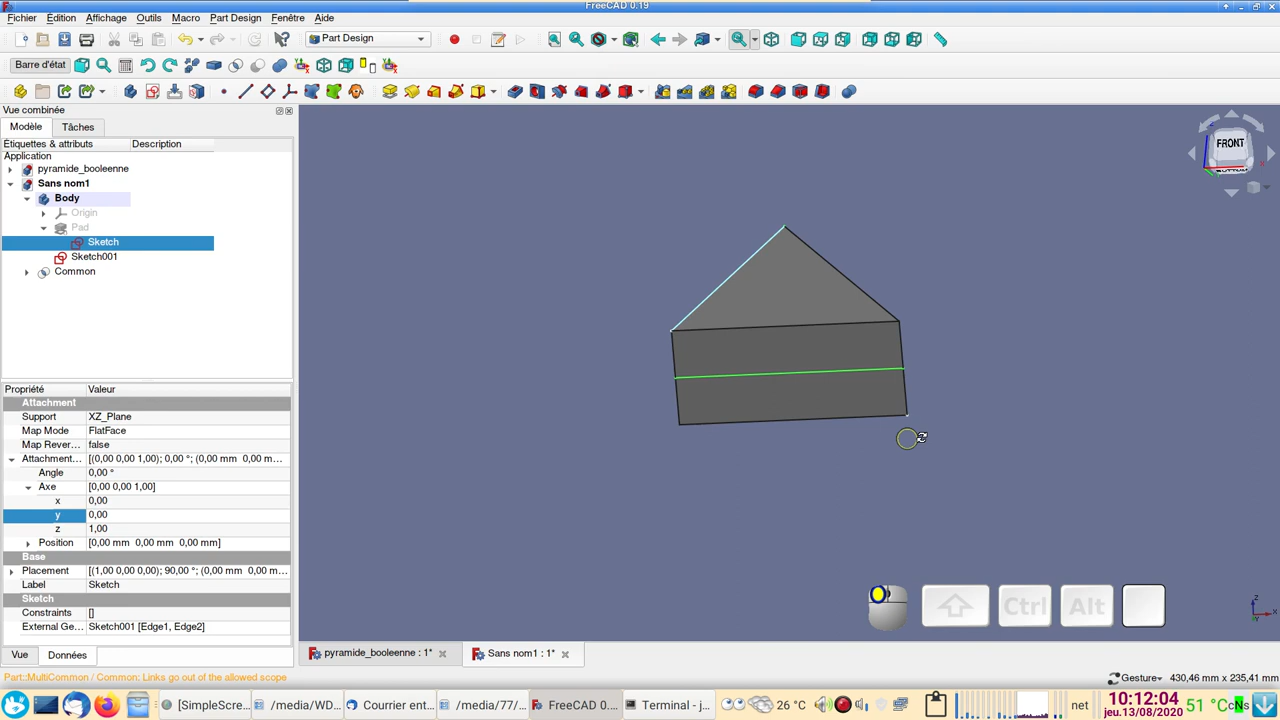 FreeCAD 0.19
Fichier Édition Affichage Outils Macro Part Design Fenêtre Aide
Part Design
Barre d'état
Vue combinée
Modèle Tâches
Étiquettes & attributs Description
Application
pyramide_booleenne
Sans nom1
Body
Origin
Pad
Sketch
Sketch001
Common
FRONT
BOTTOM
Propriété Valeur
Attachment
Support XZ_Plane
Map Mode FlatFace
Map Rever... false
Attachment... [(0,00 0,00 1,00); 0,00 °; (0,00 mm 0,00 m...
Angle 0,00 °
Axe [0,00 0,00 1,00]
x 0,00
y 0,00
z 1,00
Position [0,00 mm 0,00 mm 0,00 mm]
Base
Placement [(1,00 0,00 0,00); 90,00 °; (0,00 mm 0,00 m...
Label Sketch
Sketch
Constraints []
External Ge... Sketch001 [Edge1, Edge2]
Ctrl Alt
Vue Données
pyramide_booleenne : 1* Sans nom1 : 1*
Part::MultiCommon / Common: Links go out of the allowed scope
Gesture 430,46 mm x 235,41 mm
[SimpleScre... /media/WD... Courrier ent... /media/77/... FreeCAD 0.... Terminal - j...
26 °C
net
10:12:04
jeu.13/08/2020
51 °C